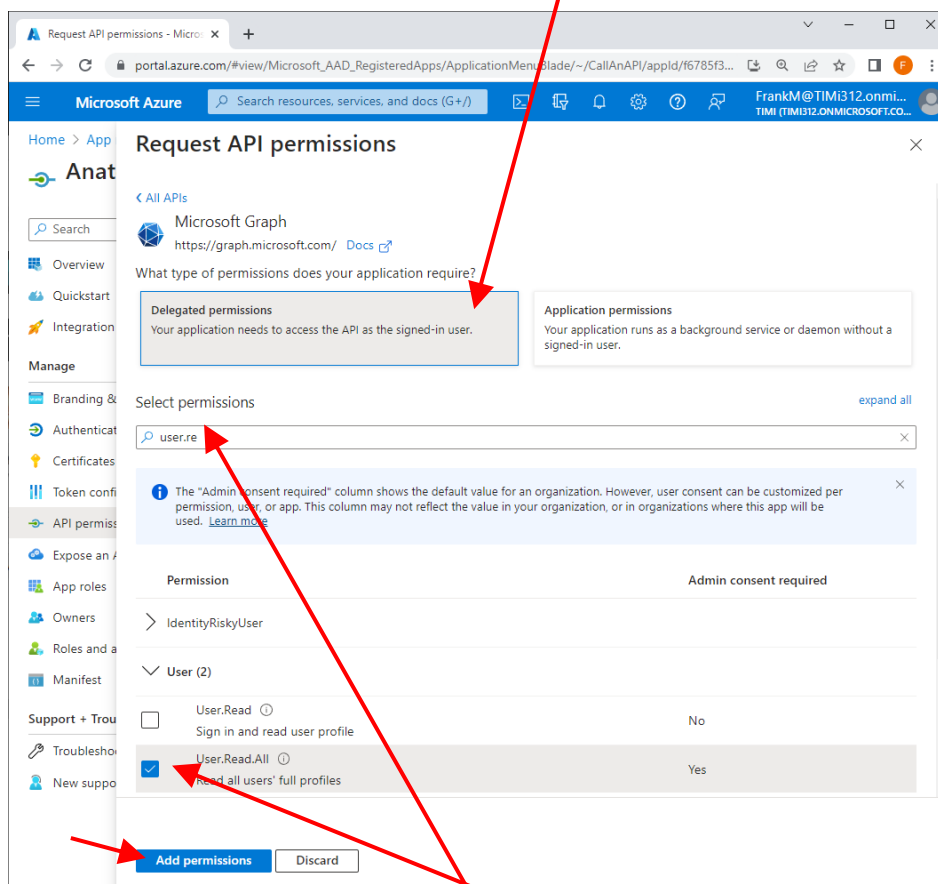 Request API permissions - Micro
portal.azure.com/#view/Microsoft_AAD_RegisteredApps/ApplicationMenuBlade/~/CallAnAPI/appId/f6785f3...
F
Microsoft Azure
Search resources, services, and docs (G+/)
FrankM@TIMi312.onmi...
TIMI (TIMI312.ONMICROSOFT.CO...
Home > App
Anat
Search
Overview
Quickstart
Integration
Manage
Branding &
Authenticat
Certificates
Token confi
API permiss
Expose an A
App roles
Owners
Roles and a
Manifest
Support + Trou
Troublesho
New suppo
Request API permissions
All APIs
Microsoft Graph
https://graph.microsoft.com/ Docs
What type of permissions does your application require?
Delegated permissions
Your application needs to access the API as the signed-in user.
Application permissions
Your application runs as a background service or daemon without a
signed-in user.
Select permissions
expand all
user.re
The "Admin consent required" column shows the default value for an organization. However, user consent can be customized per
permission, user, or app. This column may not reflect the value in your organization, or in organizations where this app will be
used. Learn more
Permission Admin consent required
IdentityRiskyUser
User (2)
User.Read
Sign in and read user profile
No
User.Read.All
Read all users' full profiles
Yes
Add permissions Discard